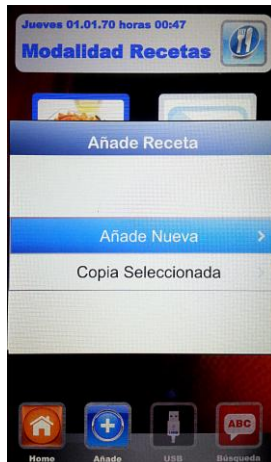 Jueves 01.01.70 horas 00:47
Modalidad Recetas
Añade Receta
Añade Nueva
Copia Seleccionada
Home Añade USB Búsqueda
ABC